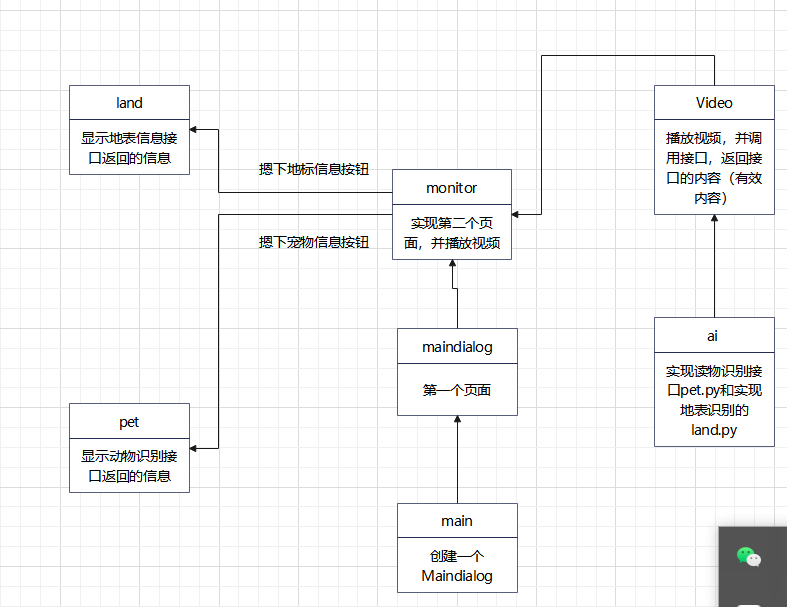 land
显示地表信息接
口返回的信息
摁下地标信息按钮
monitor
实现第二个页
面，并播放视频
Video
播放视频，并调
用接口，返回接
口的内容（有效
内容）
摁下宠物信息按钮
maindialog
第一个页面
ai
实现读物识别接
口pet.py和实现
地表识别的
land.py
pet
显示动物识别接
口返回的信息
main
创建一个
Maindialog